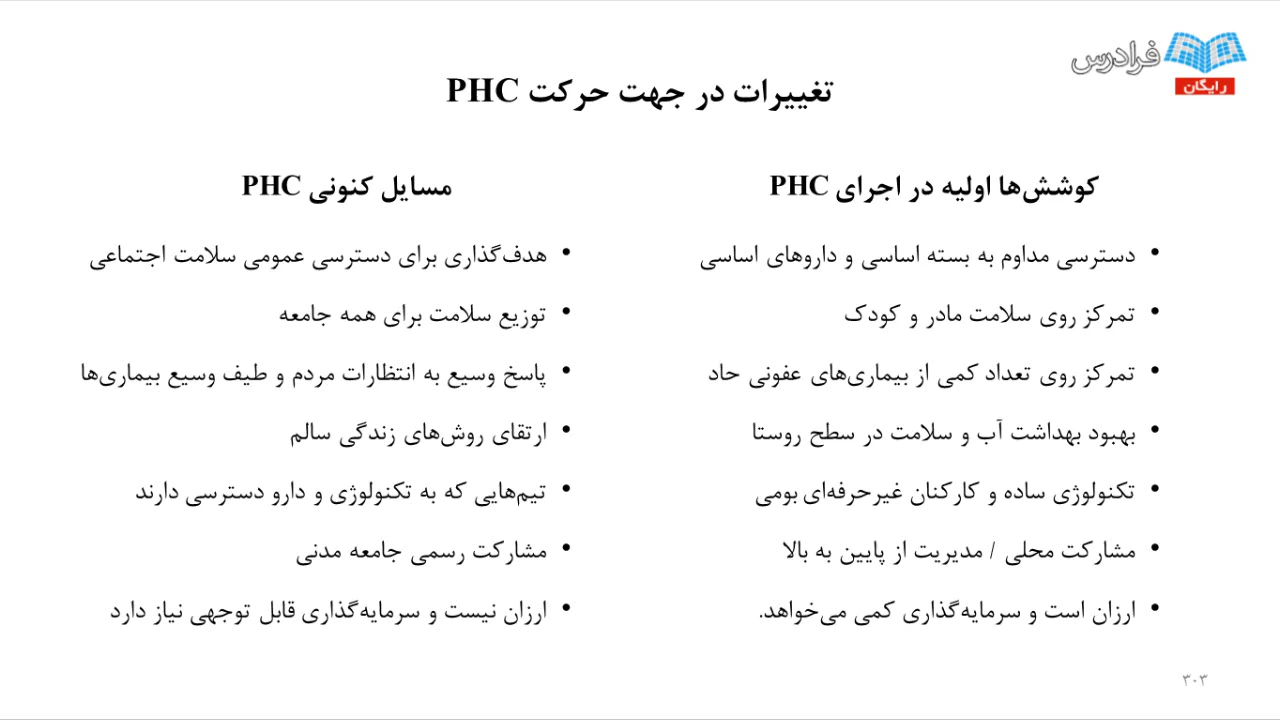 فرادرس
رایگان
تغییرات در جهت حرکت PHC
کوشش‌ها اولیه در اجرای PHC
• دسترسی مداوم به بسته اساسی و داروهای اساسی
• تمرکز روی سلامت مادر و کودک
• تمرکز روی تعداد کمی از بیماری‌های عفونی حاد
• بهبود بهداشت آب و سلامت در سطح روستا
• تکنولوژی ساده و کارکنان غیرحرفه‌ای بومی
• مشارکت محلی / مدیریت از پایین به بالا
• ارزان است و سرمایه‌گذاری کمی می‌خواهد.
مسایل کنونی PHC
• هدف‌گذاری برای دسترسی عمومی سلامت اجتماعی
• توزیع سلامت برای همه جامعه
• پاسخ وسیع به انتظارات مردم و طیف وسیع بیماری‌ها
• ارتقای روش‌های زندگی سالم
• تیم‌هایی که به تکنولوژی و دارو دسترسی دارند
• مشارکت رسمی جامعه مدنی
• ارزان نیست و سرمایه‌گذاری قابل توجهی نیاز دارد
۳۰۳